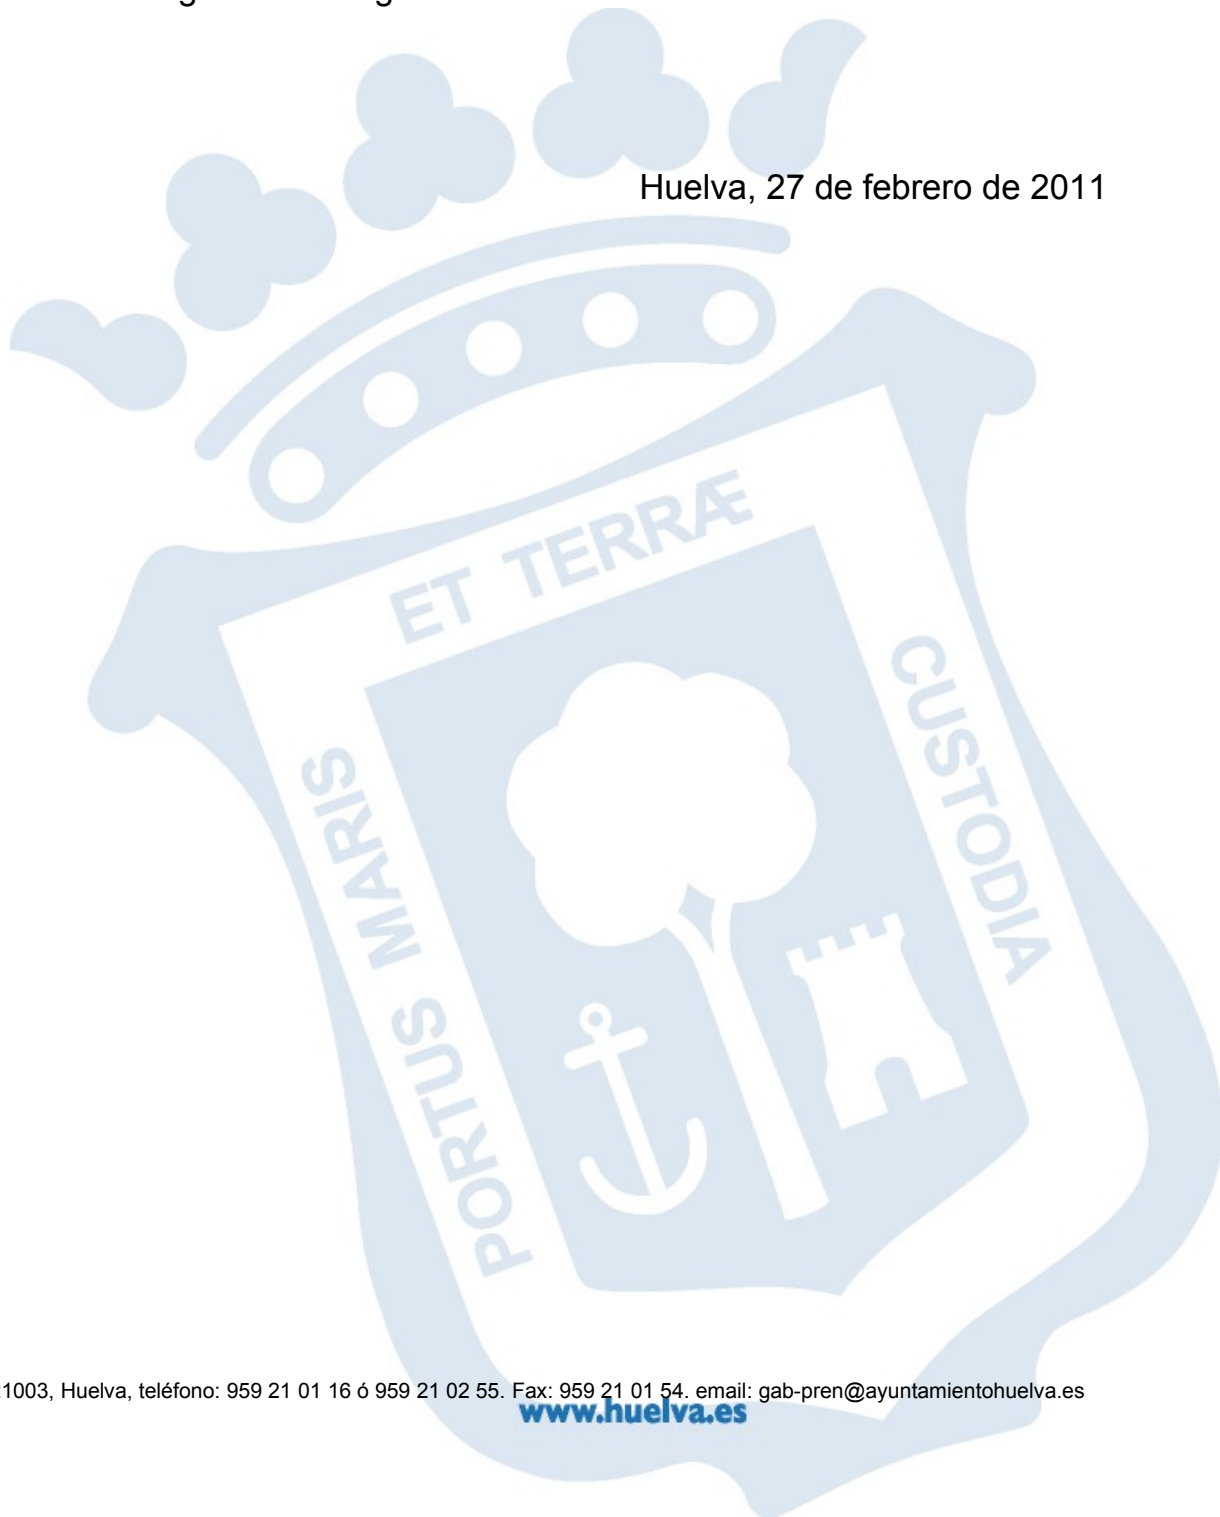 Huelva, 27 de febrero de 2011
ET TERRÆ
PORTUS MARIS
CUSTODIA
1003, Huelva, teléfono: 959 21 01 16 ó 959 21 02 55. Fax: 959 21 01 54. email: gab-pren@ayuntamientohuelva.es
www.huelva.es